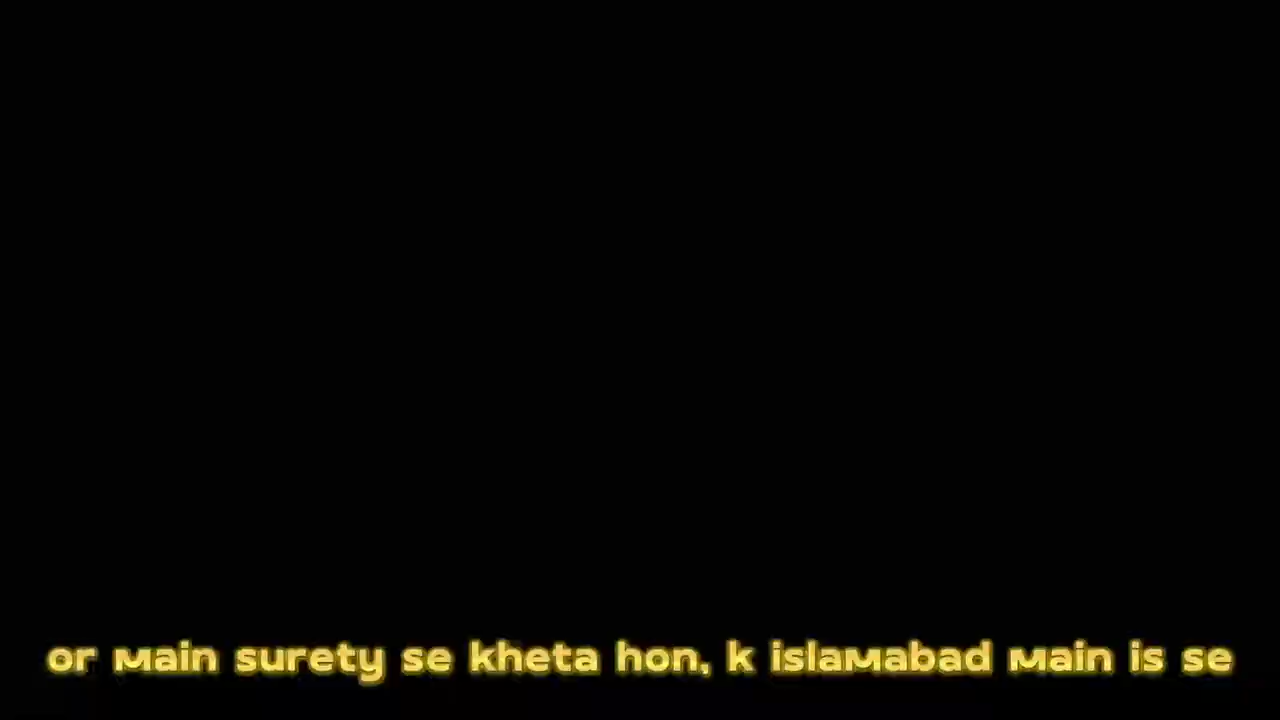 or main surety se kheta hon, k islamabad main is se